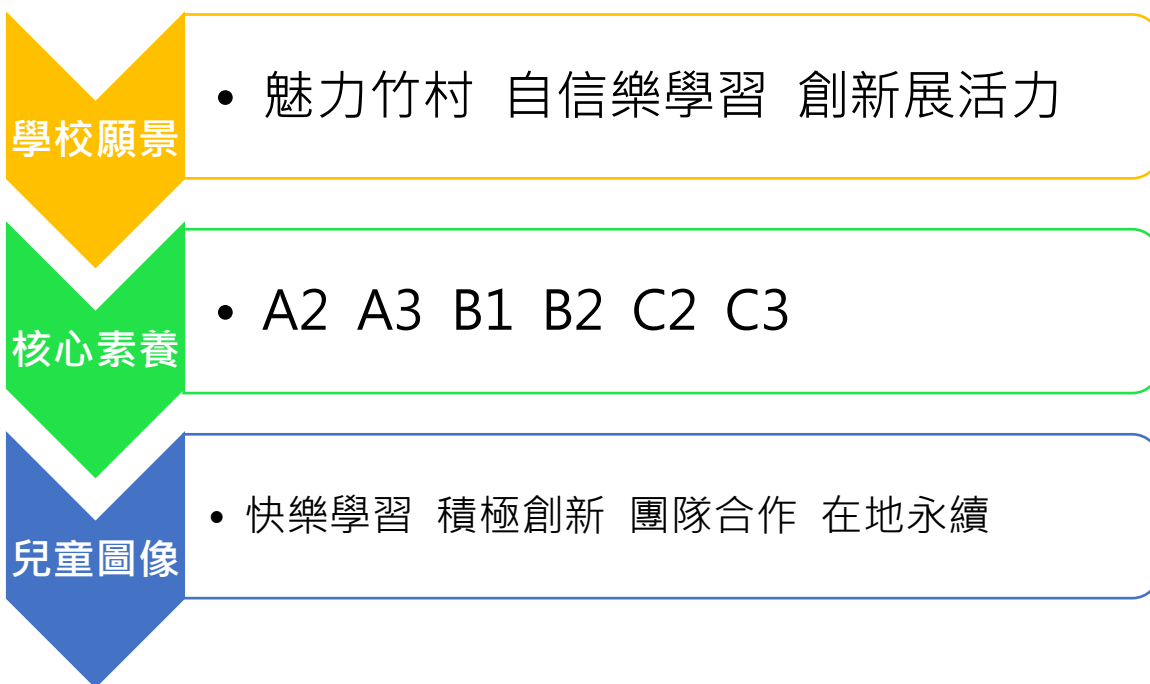 學校願景
• 魅力竹村 自信樂學習 創新展活力
核心素養
• A2 A3 B1 B2 C2 C3
兒童圖像
• 快樂學習 積極創新 團隊合作 在地永續